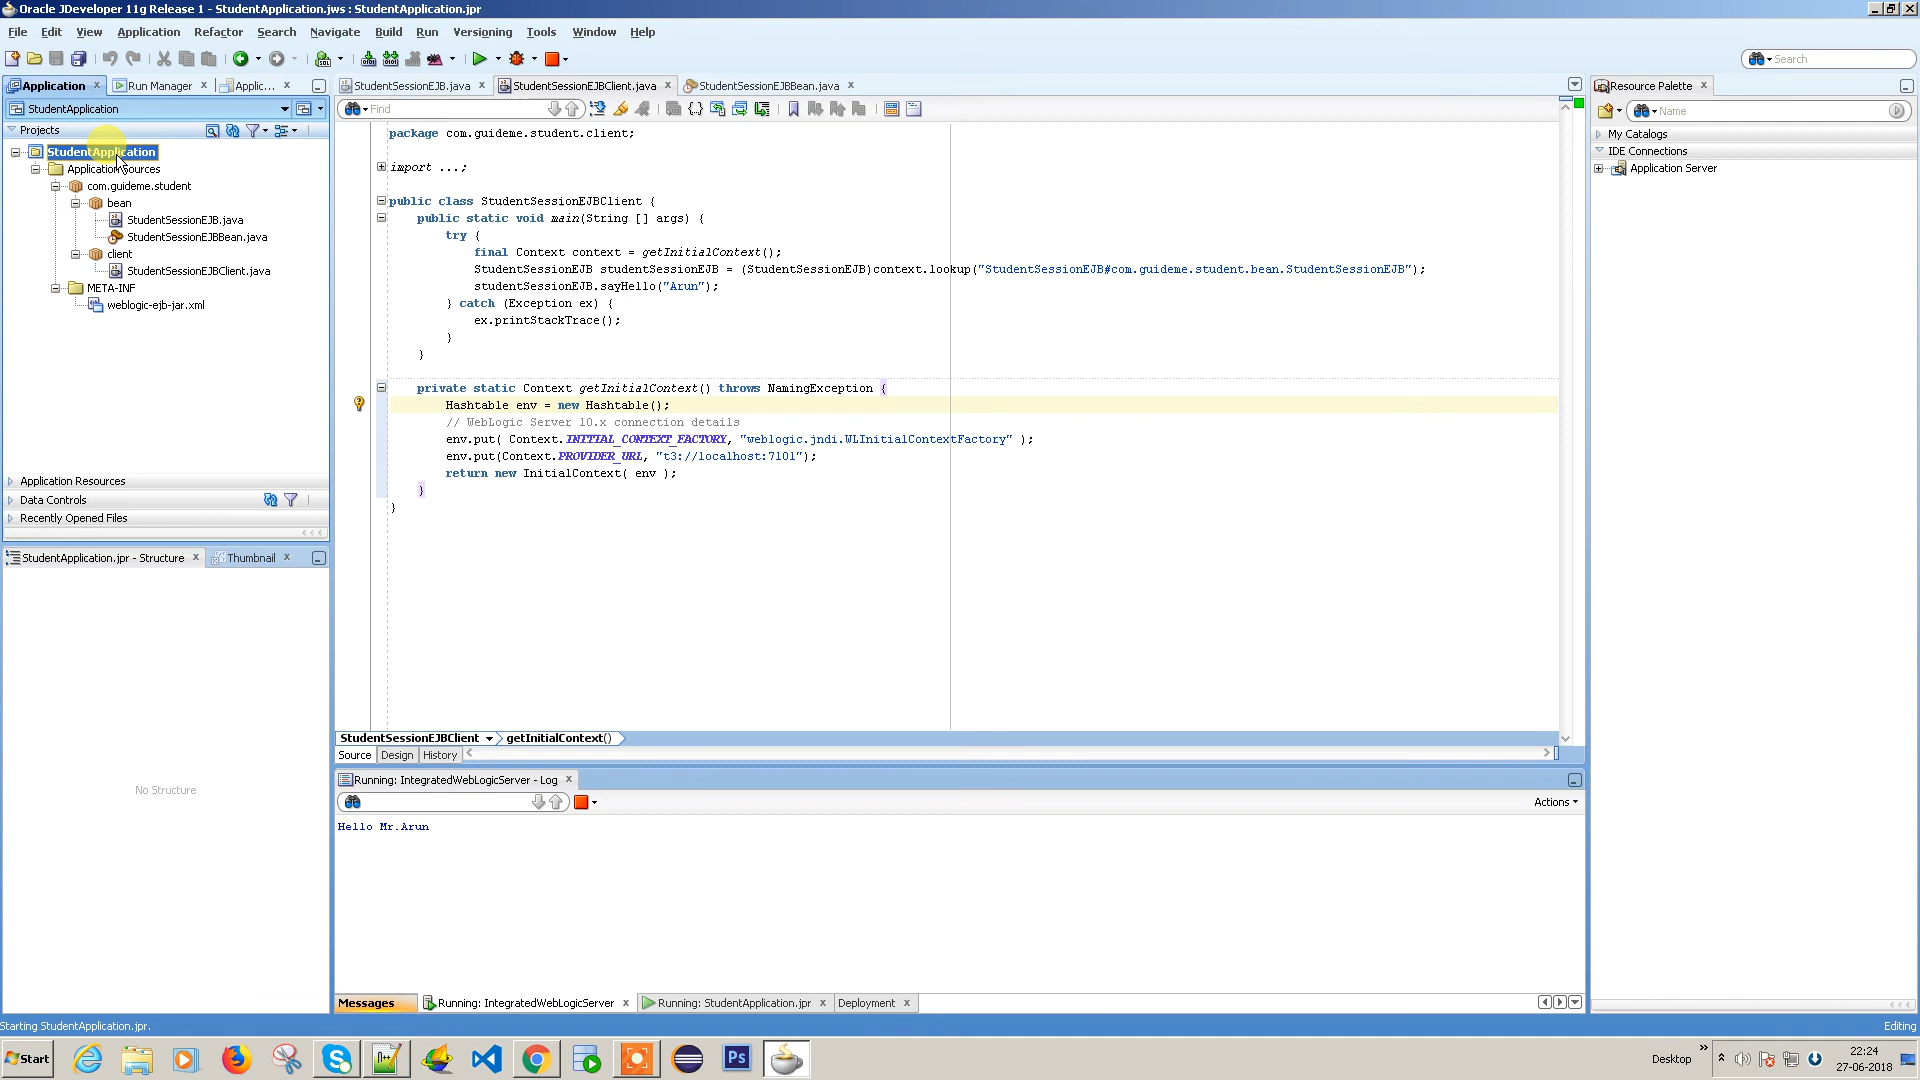 Oracle JDeveloper 11g Release 1 - StudentApplication.jws : StudentApplication.jpr
File Edit View Application Refactor Search Navigate Build Run Versioning Tools Window Help
Search
Application Run Manager Applic...
StudentSessionEJB.java StudentSessionEJBClient.java StudentSessionEJBBean.java
Resource Palette
StudentApplication
Find
Name
Projects
My Catalogs
IDE Connections
Application Server
StudentApplication
Application Sources
com.guideme.student
bean
StudentSessionEJB.java
StudentSessionEJBBean.java
client
StudentSessionEJBClient.java
META-INF
weblogic-ejb-jar.xml
package com.guideme.student.client;
import ...;
public class StudentSessionEJBClient {
public static void main(String [] args) {
try {
final Context context = getInitialContext();
StudentSessionEJB studentSessionEJB = (StudentSessionEJB)context.lookup("StudentSessionEJB#com.guideme.student.bean.StudentSessionEJB");
studentSessionEJB.sayHello("Arun");
} catch (Exception ex) {
ex.printStackTrace();
}
}
private static Context getInitialContext() throws NamingException {
Hashtable env = new Hashtable();
// WebLogic Server 10.x connection details
env.put( Context.INITIAL_CONTEXT_FACTORY, "weblogic.jndi.WLInitialContextFactory" );
env.put(Context.PROVIDER_URL, "t3://localhost:7101");
return new InitialContext( env );
}
}
Application Resources
Data Controls
Recently Opened Files
StudentApplication.jpr - Structure Thumbnail
No Structure
StudentSessionEJBClient getInitialContext()
Source Design History
Running: IntegratedWebLogicServer - Log
Actions
Hello Mr.Arun
Messages Running: IntegratedWebLogicServer Running: StudentApplication.jpr Deployment
Starting StudentApplication.jpr.
Editing
Start
Ps
Desktop
22:24
27-06-2018